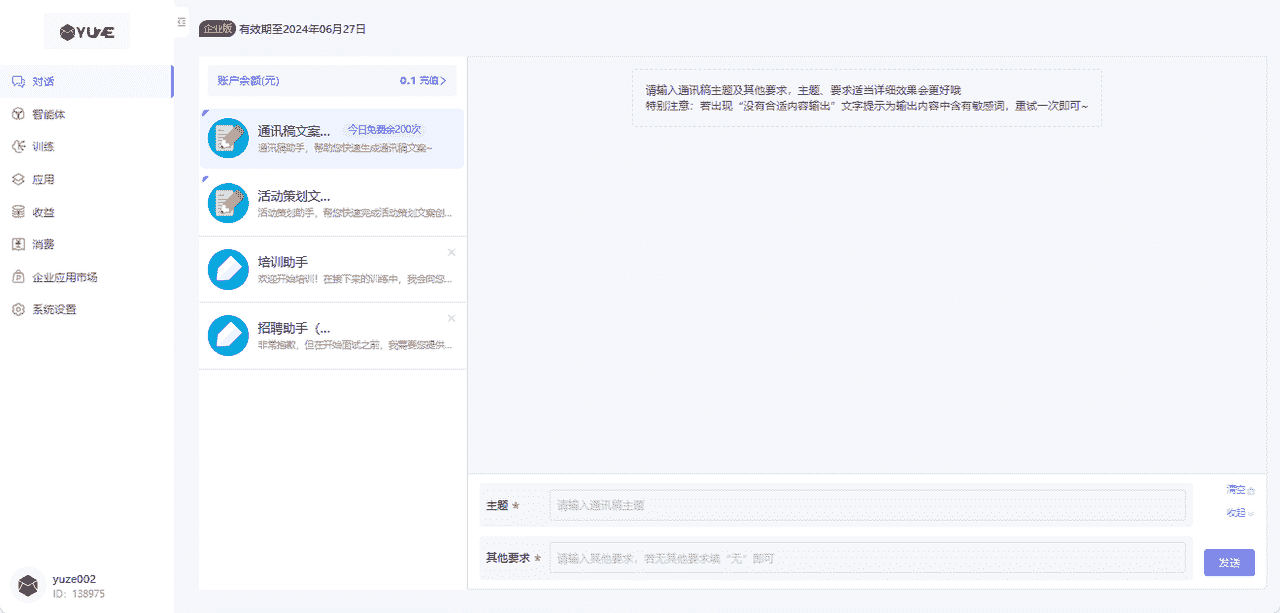 YUZE
企业版 有效期至2024年06月27日
对话
智能体
训练
应用
收益
消费
企业应用市场
系统设置
yuze002
ID: 138975
账户余额(元)
0.1 充值>
通讯稿文案...
今日免费余200次
通讯稿助手，帮助您快速生成通讯稿文案~
活动策划文...
活动策划助手，帮您快速完成活动策划文案创...
培训助手
欢迎开始培训！在接下来的训练中，我会向您...
招聘助手（...
非常抱歉，但在开始面试之前，我需要您提供...
请输入通讯稿主题及其他要求，主题、要求适当详细效果会更好哦
特别注意：若出现“没有合适内容输出”文字提示为输出内容中含有敏感词，重试一次即可~
主题 *
请输入通讯稿主题
其他要求 *
请输入其他要求，若无其他要求填“无”即可
清空
收起
发送